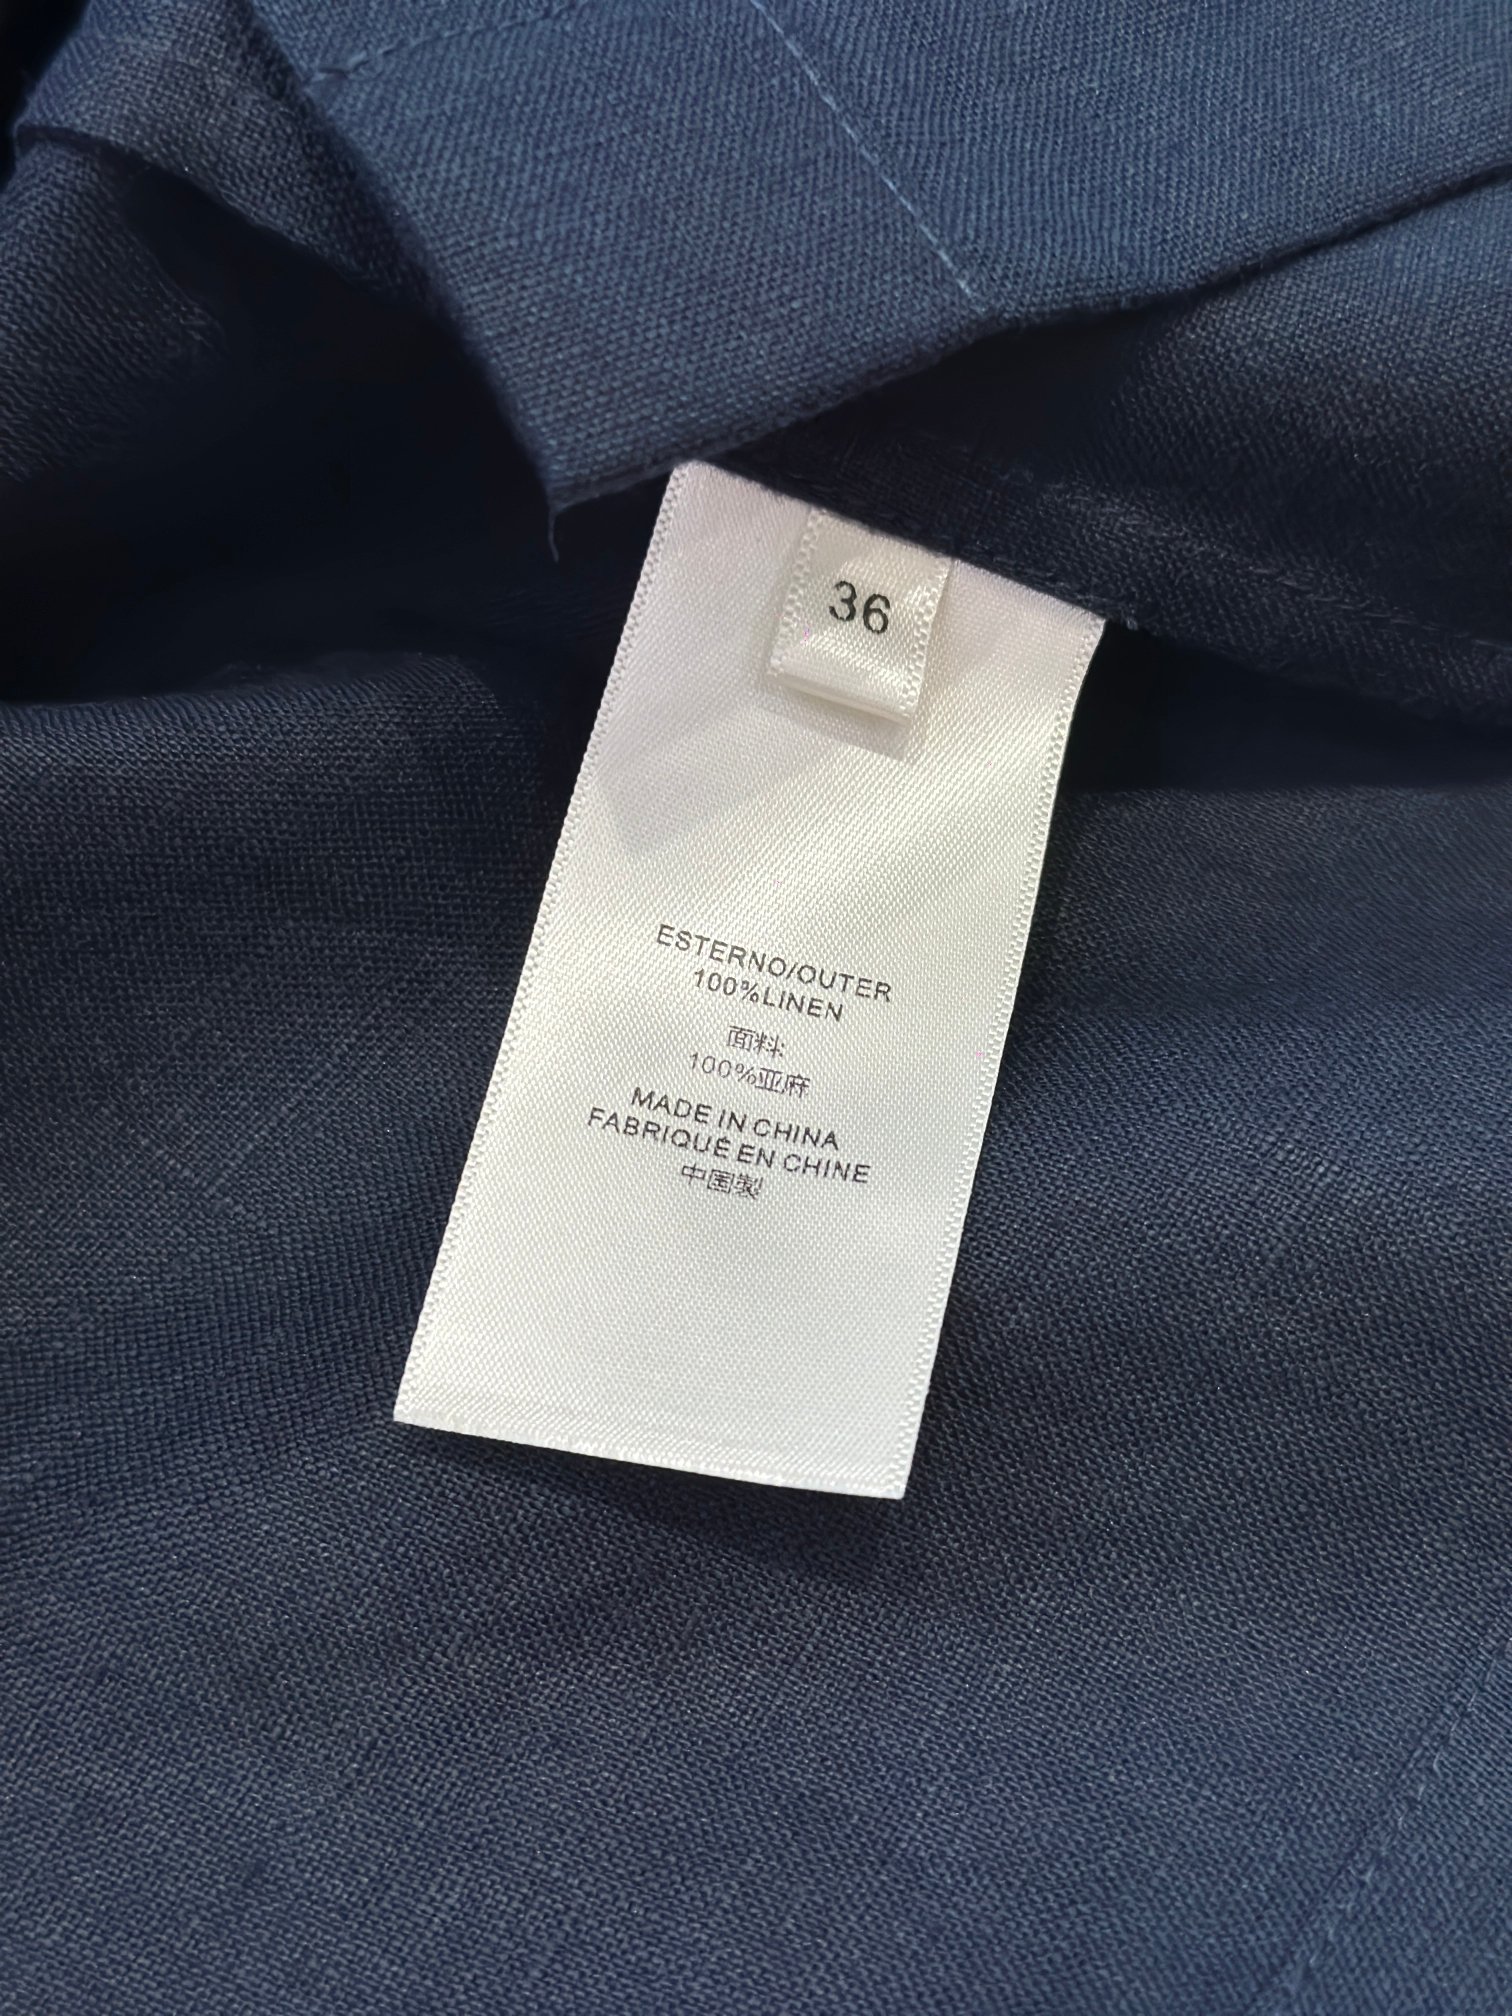 36
ESTERNO/OUTER
100%LINEN
面料
100%亚麻
MADE IN CHINA
FABRIQUÉ EN CHINE
中国製